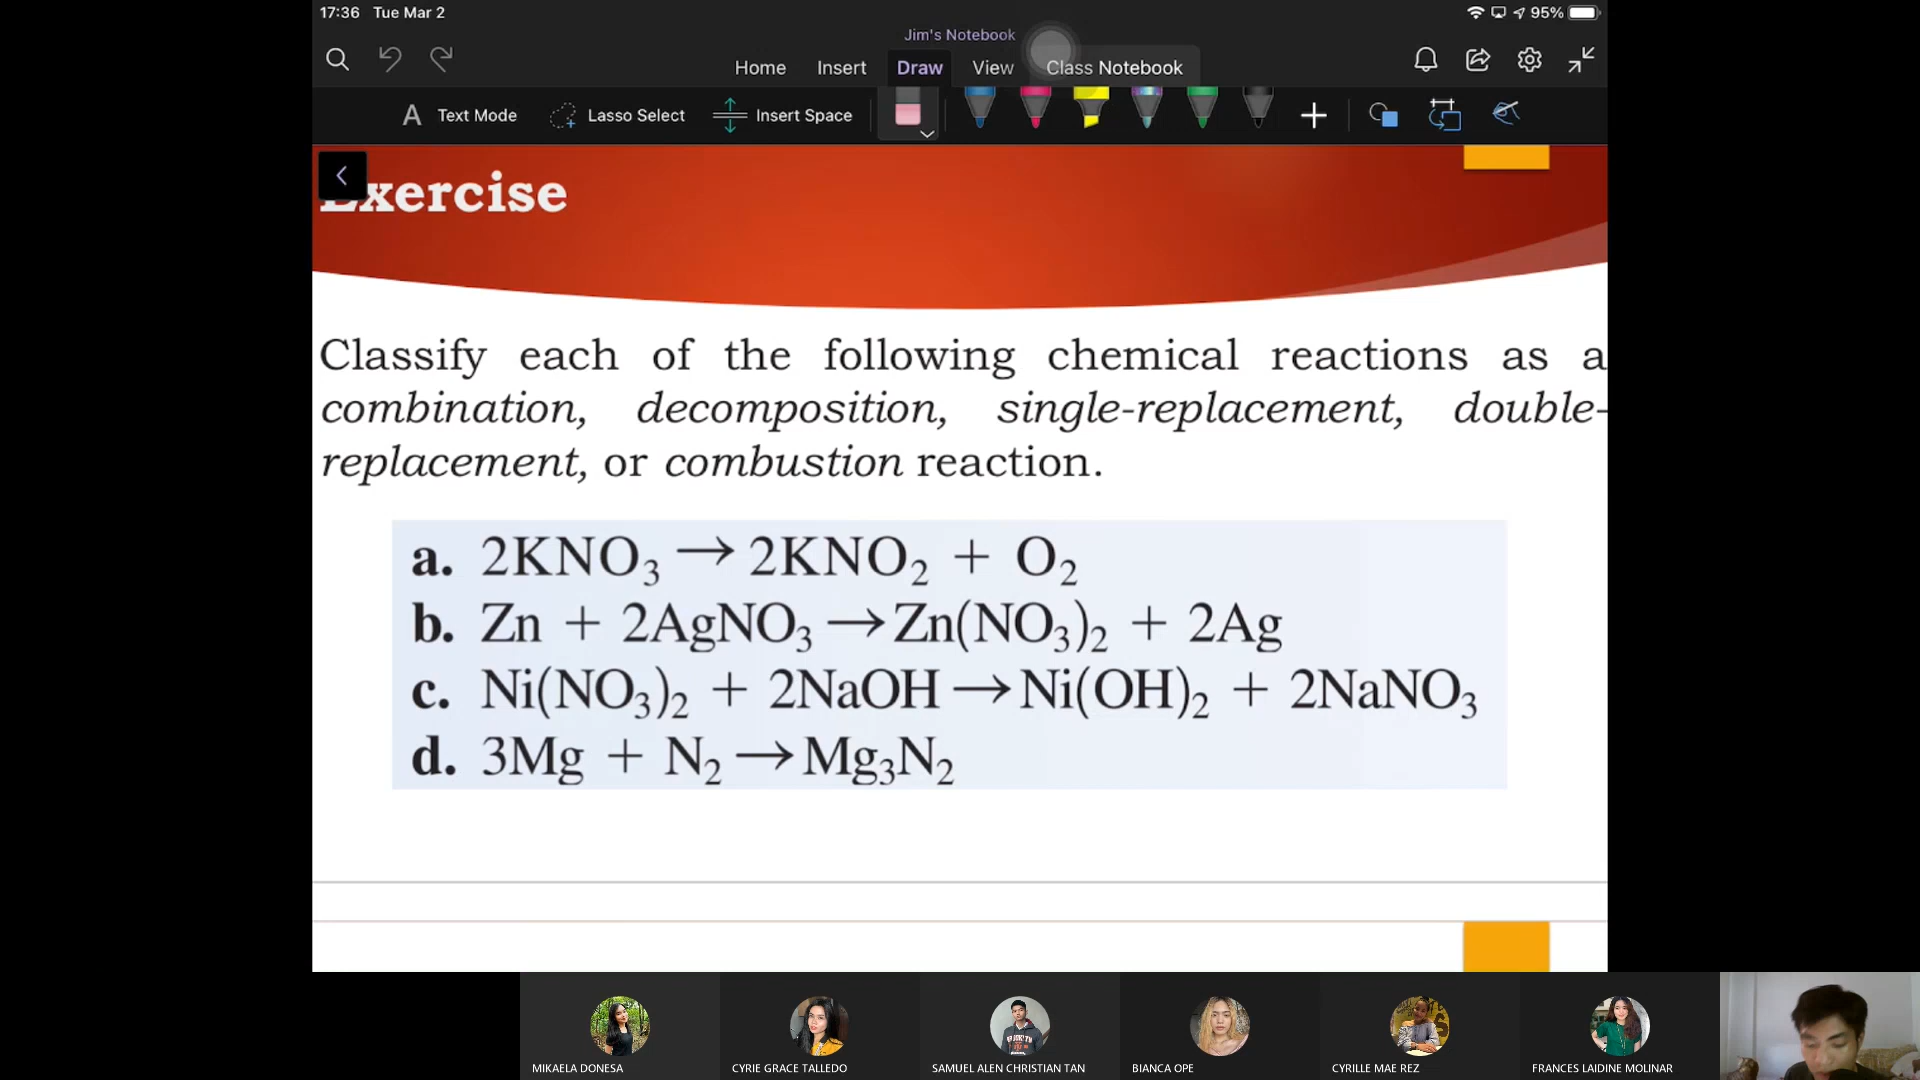 17:36 Tue Mar 2
95%
Jim's Notebook
Home Insert Draw View Class Notebook
A Text Mode Lasso Select Insert Space
Exercise
Classify each of the following chemical reactions as a
combination, decomposition, single-replacement, double-
replacement, or combustion reaction.
a. 2KNO₃ → 2KNO₂ + O₂
b. Zn + 2AgNO₃ → Zn(NO₃)₂ + 2Ag
c. Ni(NO₃)₂ + 2NaOH → Ni(OH)₂ + 2NaNO₃
d. 3Mg + N₂ → Mg₃N₂
MIKAELA DONESA CYRIE GRACE TALLEDO SAMUEL ALEN CHRISTIAN TAN BIANCA OPE CYRILLE MAE REZ FRANCES LAIDINE MOLINAR